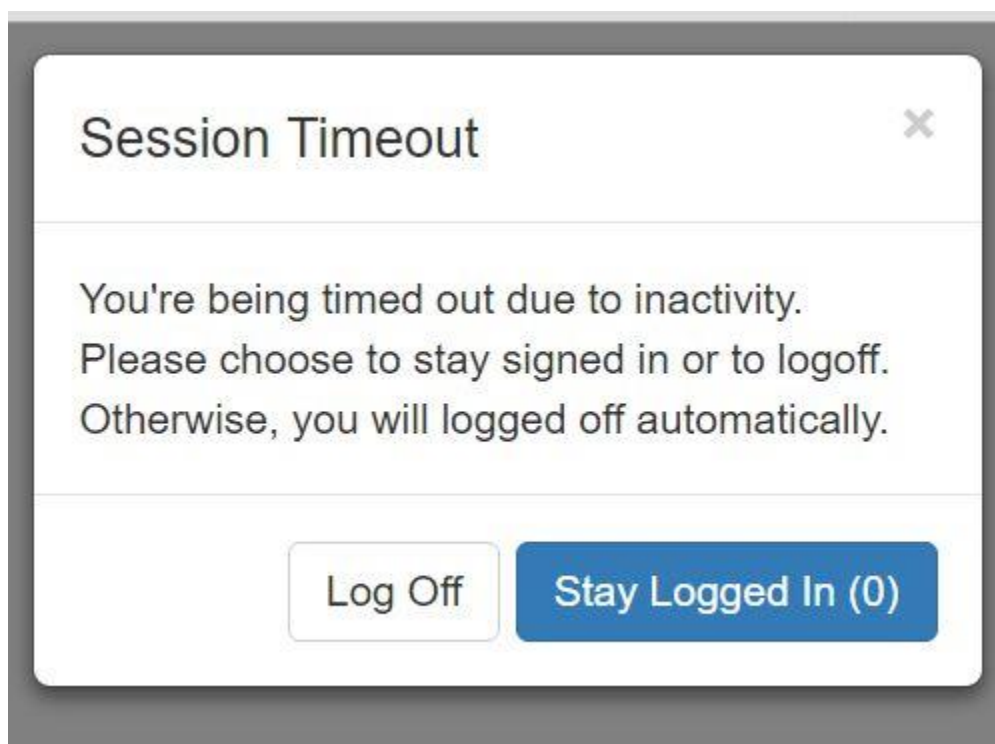 Session Timeout
×
You're being timed out due to inactivity.
Please choose to stay signed in or to logoff.
Otherwise, you will logged off automatically.
Log Off
Stay Logged In (0)